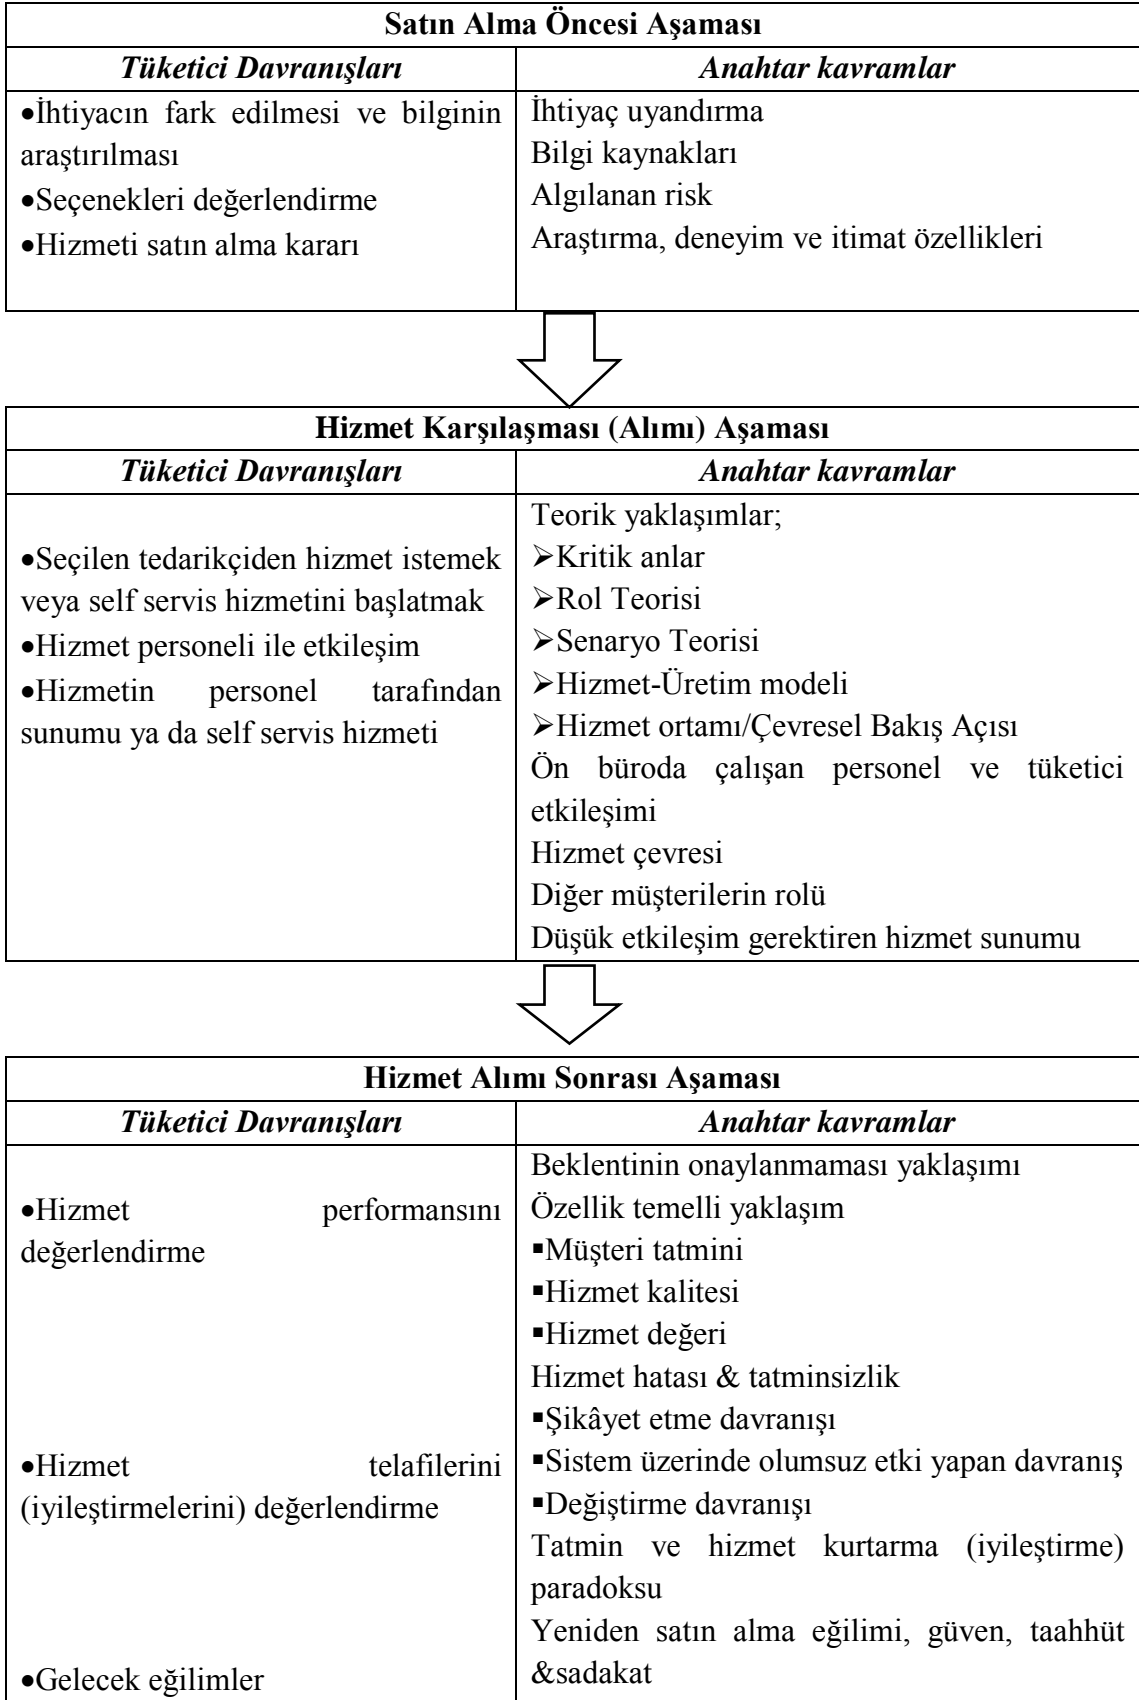 Satın Alma Öncesi Aşaması
Tüketici Davranışları
Anahtar kavramlar
•İhtiyacın fark edilmesi ve bilginin
araştırılması
•Seçenekleri değerlendirme
•Hizmeti satın alma kararı
İhtiyaç uyandırma
Bilgi kaynakları
Algılanan risk
Araştırma, deneyim ve itimat özellikleri
Hizmet Karşılaşması (Alımı) Aşaması
Tüketici Davranışları
Anahtar kavramlar
•Seçilen tedarikçiden hizmet istemek
veya self servis hizmetini başlatmak
•Hizmet personeli ile etkileşim
•Hizmetin personel tarafından
sunumu ya da self servis hizmeti
Teorik yaklaşımlar;
➢Kritik anlar
➢Rol Teorisi
➢Senaryo Teorisi
➢Hizmet-Üretim modeli
➢Hizmet ortamı/Çevresel Bakış Açısı
Ön büroda çalışan personel ve tüketici
etkileşimi
Hizmet çevresi
Diğer müşterilerin rolü
Düşük etkileşim gerektiren hizmet sunumu
Hizmet Alımı Sonrası Aşaması
Tüketici Davranışları
Anahtar kavramlar
•Hizmet performansını
değerlendirme
•Hizmet telafilerini
(iyileştirmelerini) değerlendirme
•Gelecek eğilimler
Beklentinin onaylanmaması yaklaşımı
Özellik temelli yaklaşım
▪Müşteri tatmini
▪Hizmet kalitesi
▪Hizmet değeri
Hizmet hatası & tatminsizlik
▪Şikâyet etme davranışı
▪Sistem üzerinde olumsuz etki yapan davranış
▪Değiştirme davranışı
Tatmin ve hizmet kurtarma (iyileştirme)
paradoksu
Yeniden satın alma eğilimi, güven, taahhüt
&sadakat